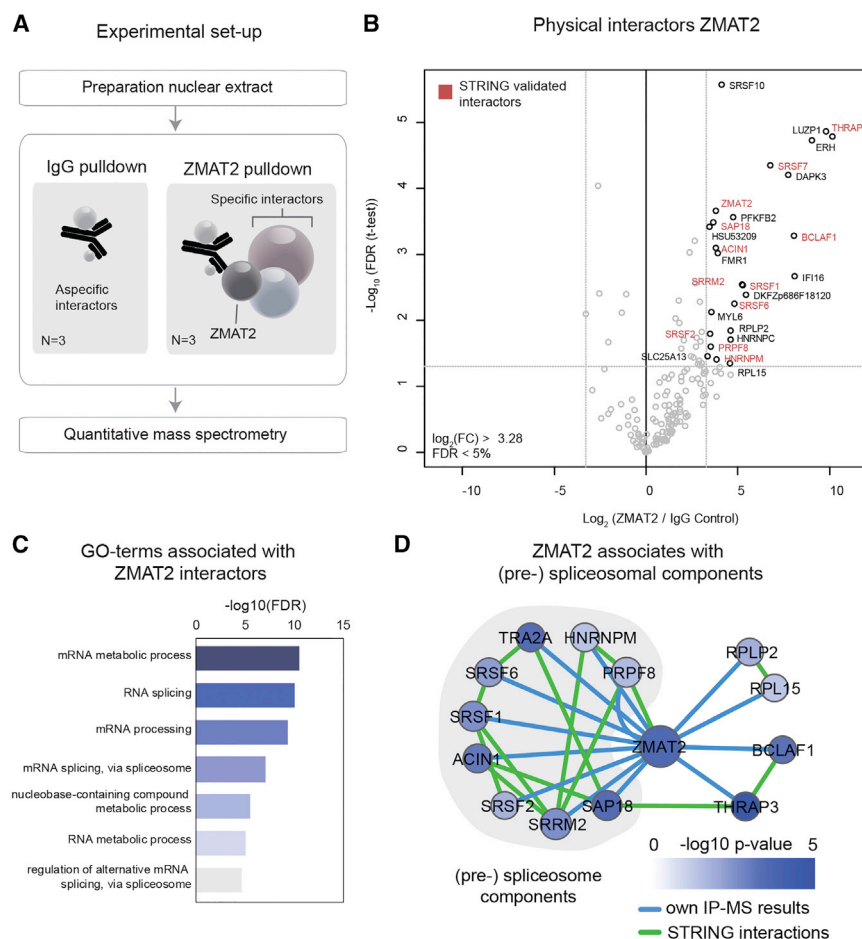 A
Experimental set-up
Preparation nuclear extract
IgG pulldown
Aspecific
interactors
N=3
ZMAT2 pulldown
Specific interactors
ZMAT2
N=3
Quantitative mass spectrometry
B
Physical interactors ZMAT2
STRING validated
interactors
-Log10 (FDR (t-test))
5
4
3
2
1
0
SRSF10
LUZP1
THRAP
ERH
SRSF7
DAPK3
ZMAT2
PFKFB2
SAP18
HSU53209
BCLAF1
ACIN1
FMR1
IFI16
SRRM2
SRSF1
DKFZp686F18120
SRSF6
MYL6
RPLP2
SRSF2
HNRNPC
PRPF8
SLC25A13
HNRNPM
RPL15
log2(FC) > 3.28
FDR < 5%
-10
-5
0
5
10
Log2 (ZMAT2 / IgG Control)
C
GO-terms associated with
ZMAT2 interactors
-log10(FDR)
0
5
10
15
mRNA metabolic process
RNA splicing
mRNA processing
mRNA splicing, via spliceosome
nucleobase-containing compound
metabolic process
RNA metabolic process
regulation of alternative mRNA
splicing, via spliceosome
D
ZMAT2 associates with
(pre-) spliceosomal components
TRA2A
HNRNPM
SRSF6
PRPF8
RPLP2
RPL15
SRSF1
ZMAT2
BCLAF1
ACIN1
SRSF2
SRRM2
SAP18
THRAP3
(pre-) spliceosome
components
0
-log10 p-value
5
own IP-MS results
STRING interactions